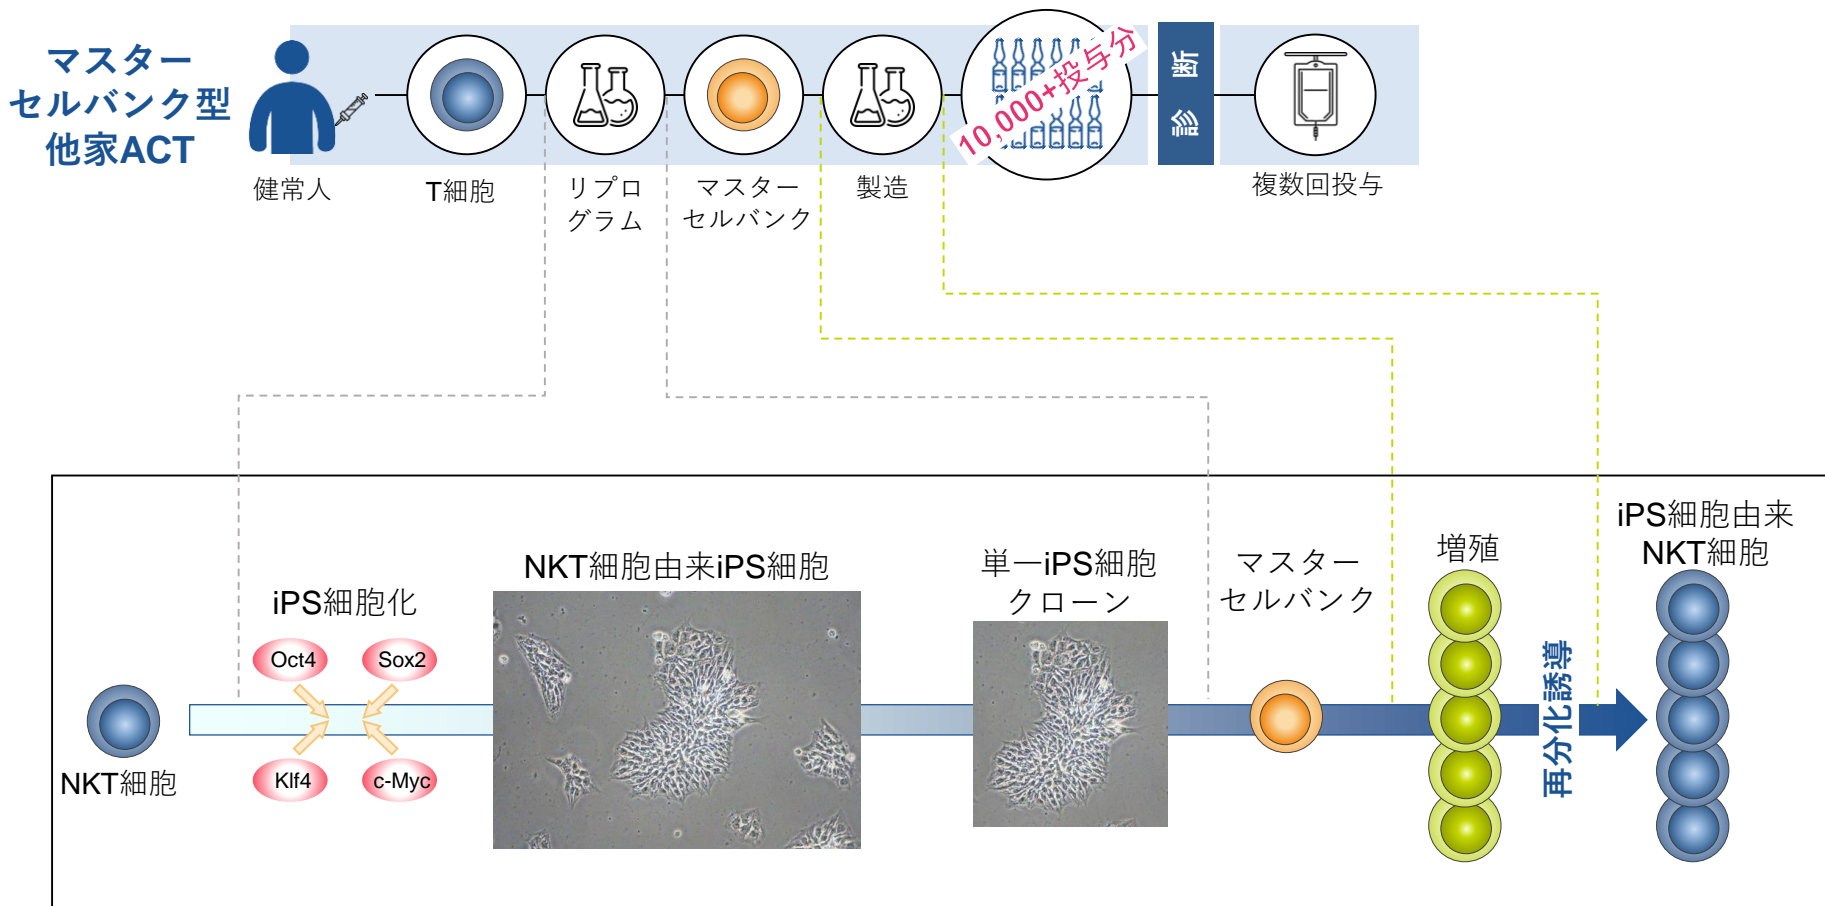 マスター
セルバンク型
他家ACT
健常人
T細胞
リプロ
グラム
マスター
セルバンク
製造
10,000+投与分
診断
複数回投与
NKT細胞
iPS細胞化
Oct4
Sox2
Klf4
c-Myc
NKT細胞由来iPS細胞
単一iPS細胞
クローン
マスター
セルバンク
増殖
再分化誘導
iPS細胞由来
NKT細胞